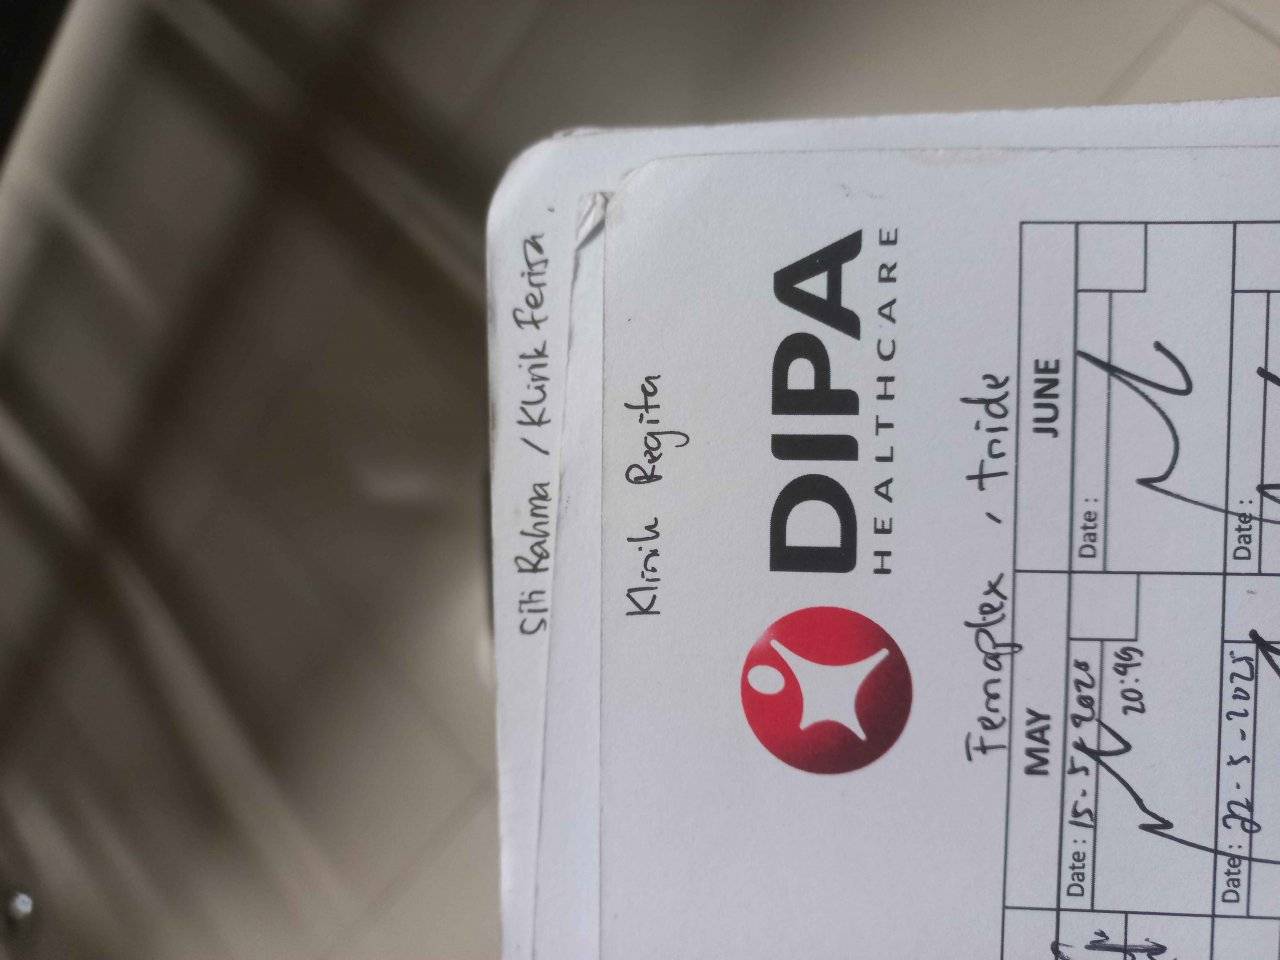 Siti Rahma / Klinik Ferisa.
Klinik Regita
DIPA
HEALTHCARE
Femaplex, tride
MAY JUNE
Date: 15-5-2025 Date:
20:49
Date: 22-5-2025 Date: